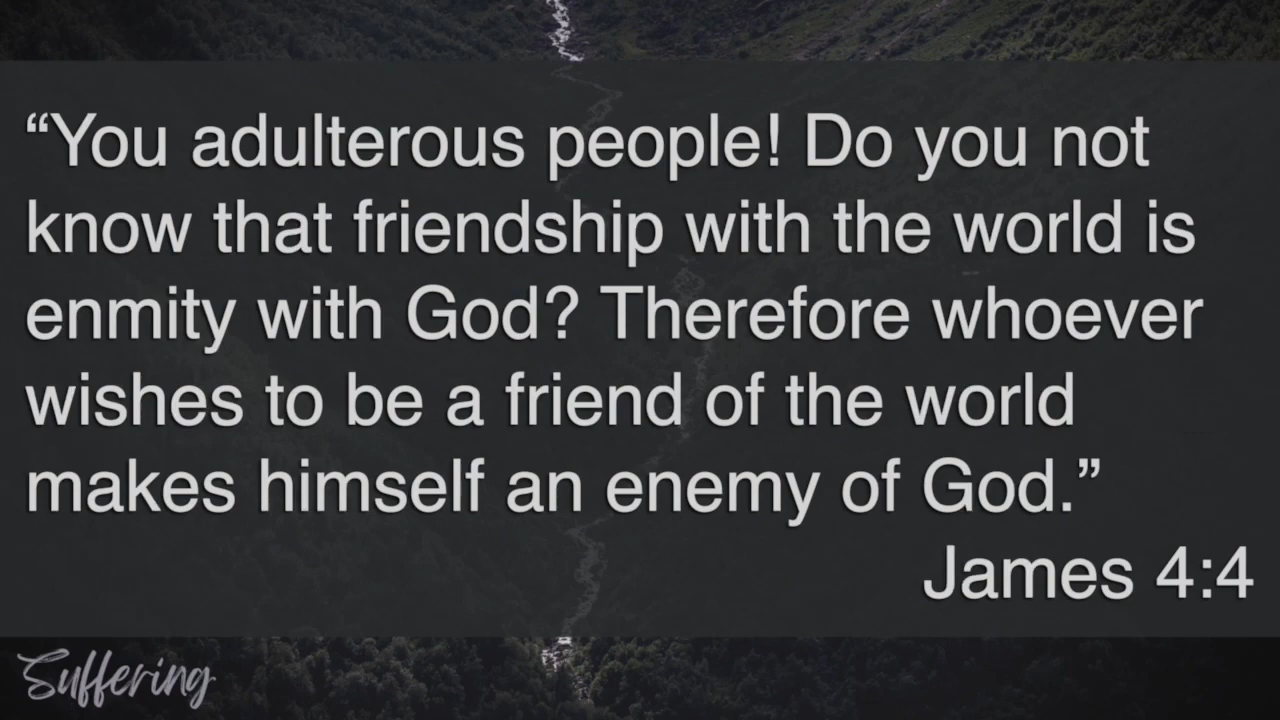 “You adulterous people! Do you not
know that friendship with the world is
enmity with God? Therefore whoever
wishes to be a friend of the world
makes himself an enemy of God.”
James 4:4
Suffering